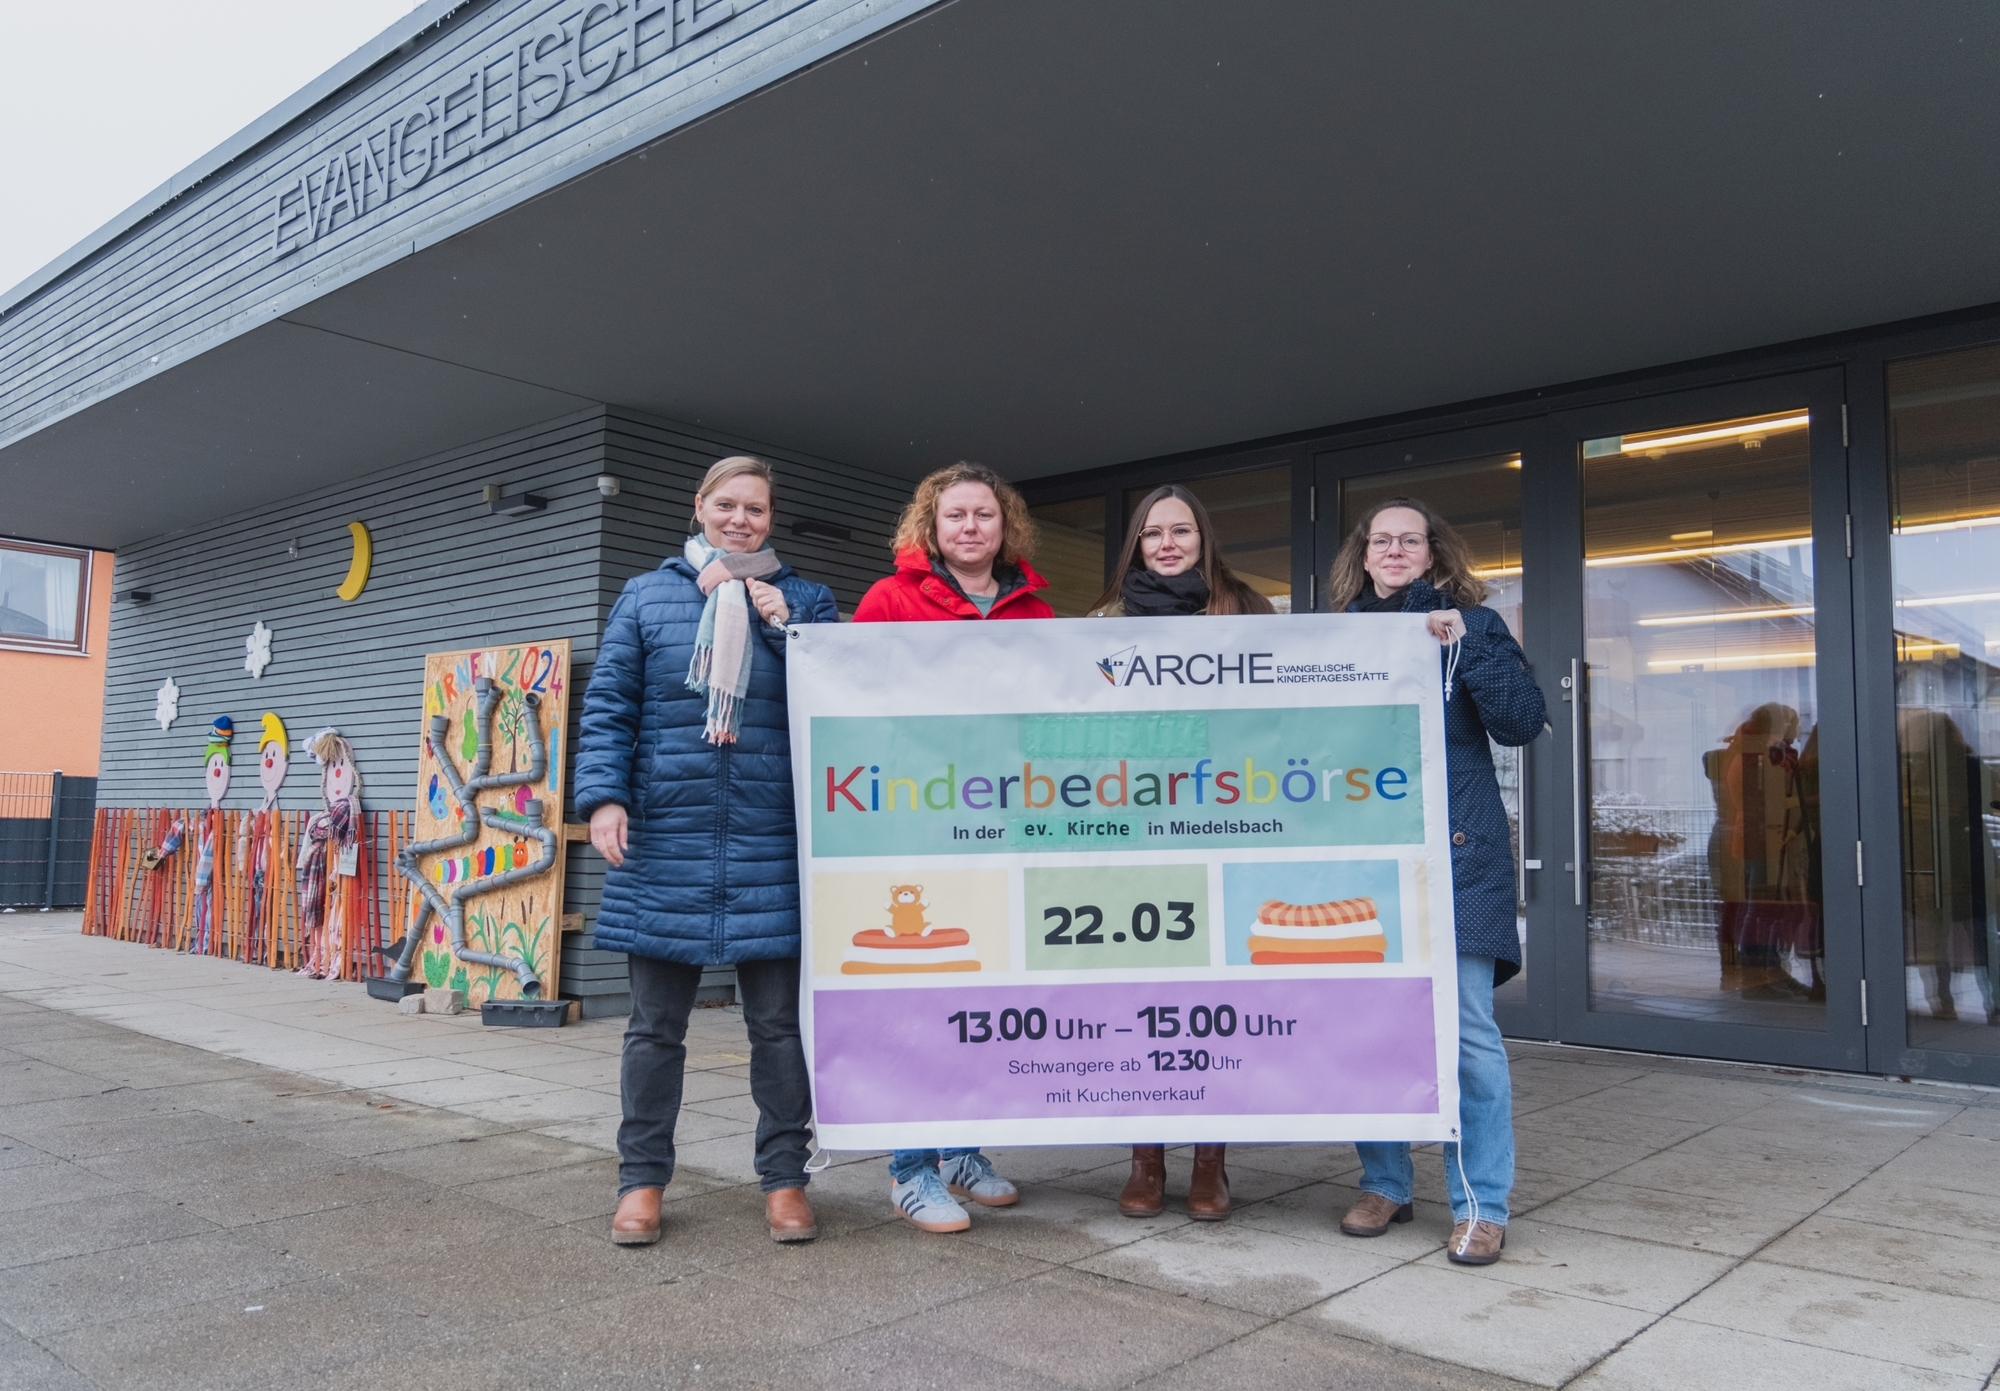 EVANGELISCHE
BIRNEN 2024
ARCHE EVANGELISCHE
KINDERTAGESSTÄTTE
Kinderbedarfsbörse
In der ev. Kirche in Miedelsbach
22.03
13.00 Uhr – 15.00 Uhr
Schwangere ab 12 30 Uhr
mit Kuchenverkauf